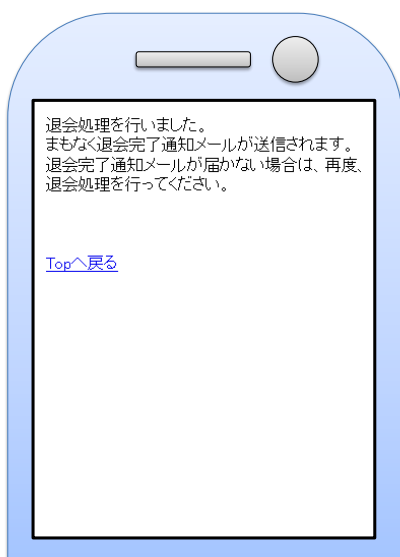 退会処理を行いました。
まもなく退会完了通知メールが送信されます。
退会完了通知メールが届かない場合は、再度、
退会処理を行ってください。
Topへ戻る